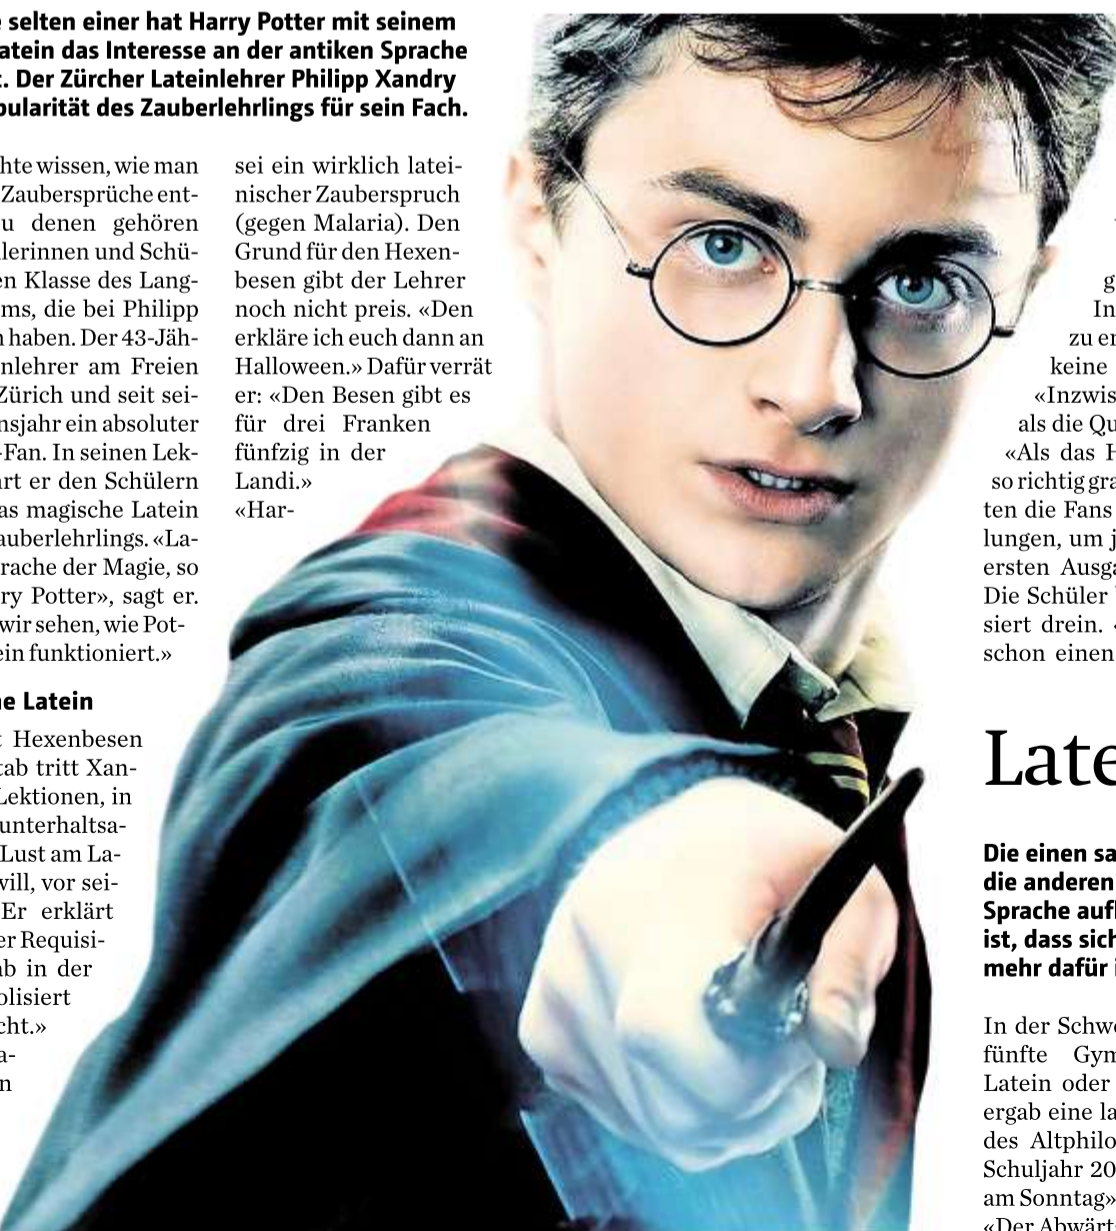 selten einer hat Harry Potter mit seinem
atein das Interesse an der antiken Sprache
t. Der Zürcher Lateinlehrer Philipp Xandry
pularität des Zauberlehrlings für sein Fach.
hte wissen, wie man
Zaubersprüche ent-
u denen gehören
lerinnen und Schü-
en Klasse des Lang-
ms, die bei Philipp
n haben. Der 43-Jäh-
nlehrer am Freien
Zürich und seit sei-
nsjahr ein absoluter
-Fan. In seinen Lek-
rt er den Schülern
as magische Latein
auberlehrlings. «La-
rache der Magie, so
ry Potter», sagt er.
wir sehen, wie Pot-
ein funktioniert.»
ne Latein
t Hexenbesen
tab tritt Xan-
Lektionen, in
unterhaltsa-
Lust am La-
will, vor sei-
Er erklärt
er Requisi-
ab in der
olisiert
cht.»
a-
n
sei ein wirklich latei-
nischer Zauberspruch
(gegen Malaria). Den
Grund für den Hexen-
besen gibt der Lehrer
noch nicht preis. «Den
erkläre ich euch dann an
Halloween.» Dafür verrät
er: «Den Besen gibt es
für drei Franken
fünfzig in der
Landi.»
«Har-
g
In
zu er
keine
«Inzwis
als die Qu
«Als das H
so richtig gra
ten die Fans
lungen, um j
ersten Ausga
Die Schüler
siert drein.
schon einen
Late
Die einen sa
die anderen
Sprache aufl
ist, dass sich
mehr dafür i
In der Schwe
fünfte Gym
Latein oder
ergab eine la
des Altphilo
Schuljahr 20
am Sonntag»
«Der Abwärt